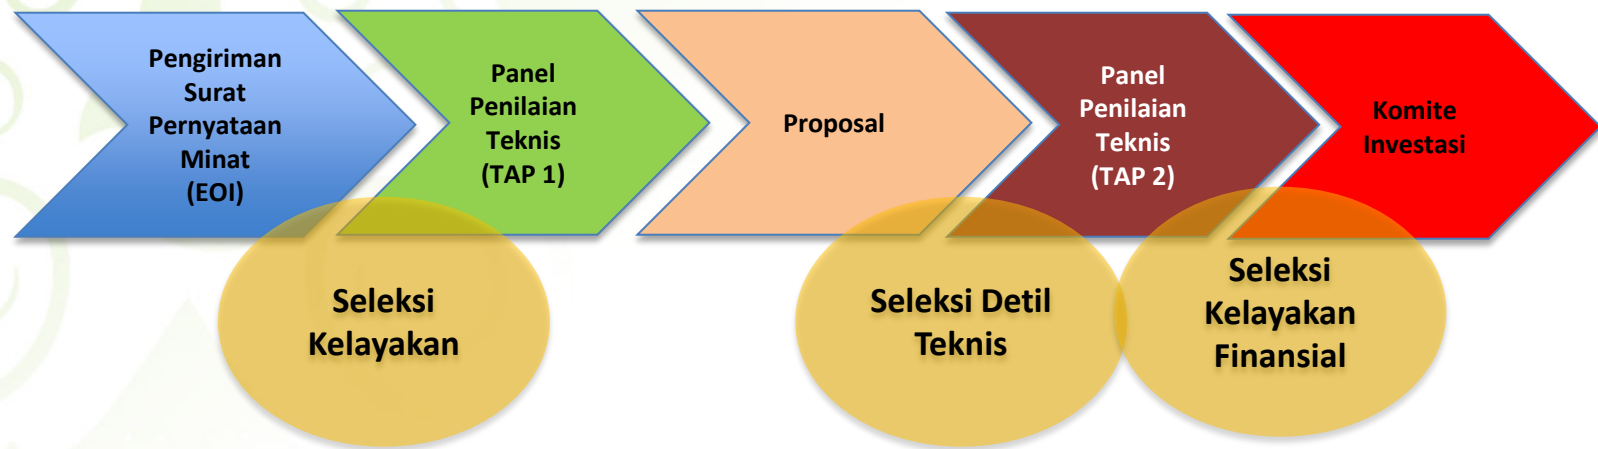 Pengiriman
Surat
Pernyataan
Minat
(EOI)
Panel
Penilaian
Teknis
(TAP 1)
Proposal
Panel
Penilaian
Teknis
(TAP 2)
Komite
Investasi
Seleksi
Kelayakan
Seleksi Detil
Teknis
Seleksi
Kelayakan
Finansial